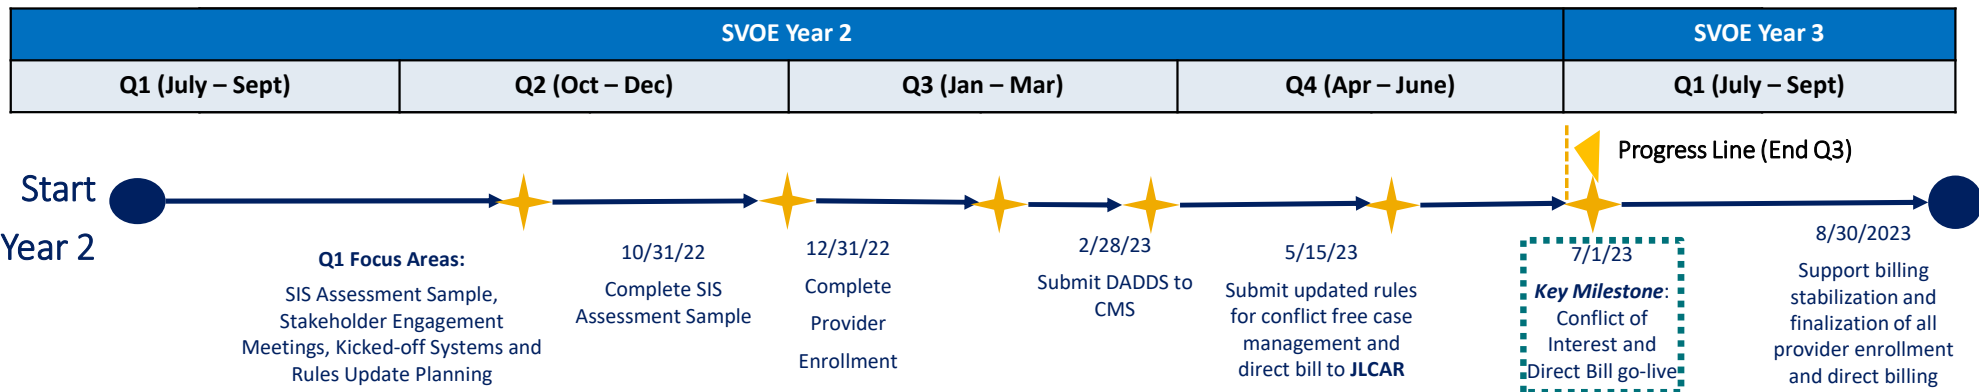 SVOE Year 2
SVOE Year 3
Q1 (July – Sept)
Q2 (Oct – Dec)
Q3 (Jan – Mar)
Q4 (Apr – June)
Q1 (July – Sept)
Progress Line (End Q3)
Start
Year 2
Q1 Focus Areas:
SIS Assessment Sample,
Stakeholder Engagement
Meetings, Kicked-off Systems and
Rules Update Planning
10/31/22
Complete SIS
Assessment Sample
12/31/22
Complete
Provider
Enrollment
2/28/23
Submit DADDS to
CMS
5/15/23
Submit updated rules
for conflict free case
management and
direct bill to JLCAR
7/1/23
Key Milestone:
Conflict of
Interest and
Direct Bill go-live
8/30/2023
Support billing
stabilization and
finalization of all
provider enrollment
and direct billing